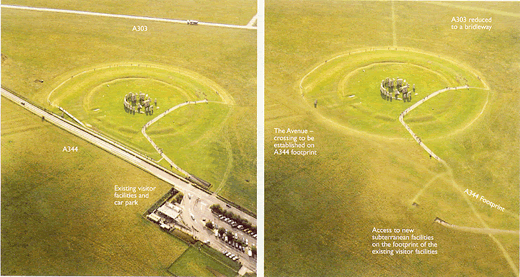 A303
A344
Existing visitor
facilities and
car park
A303 reduced
to a bridleway
The Avenue –
crossing to be
established on
A344 footprint
A344 Footprint
Access to new
subterranean facilities
on the footprint of the
existing visitor facilities